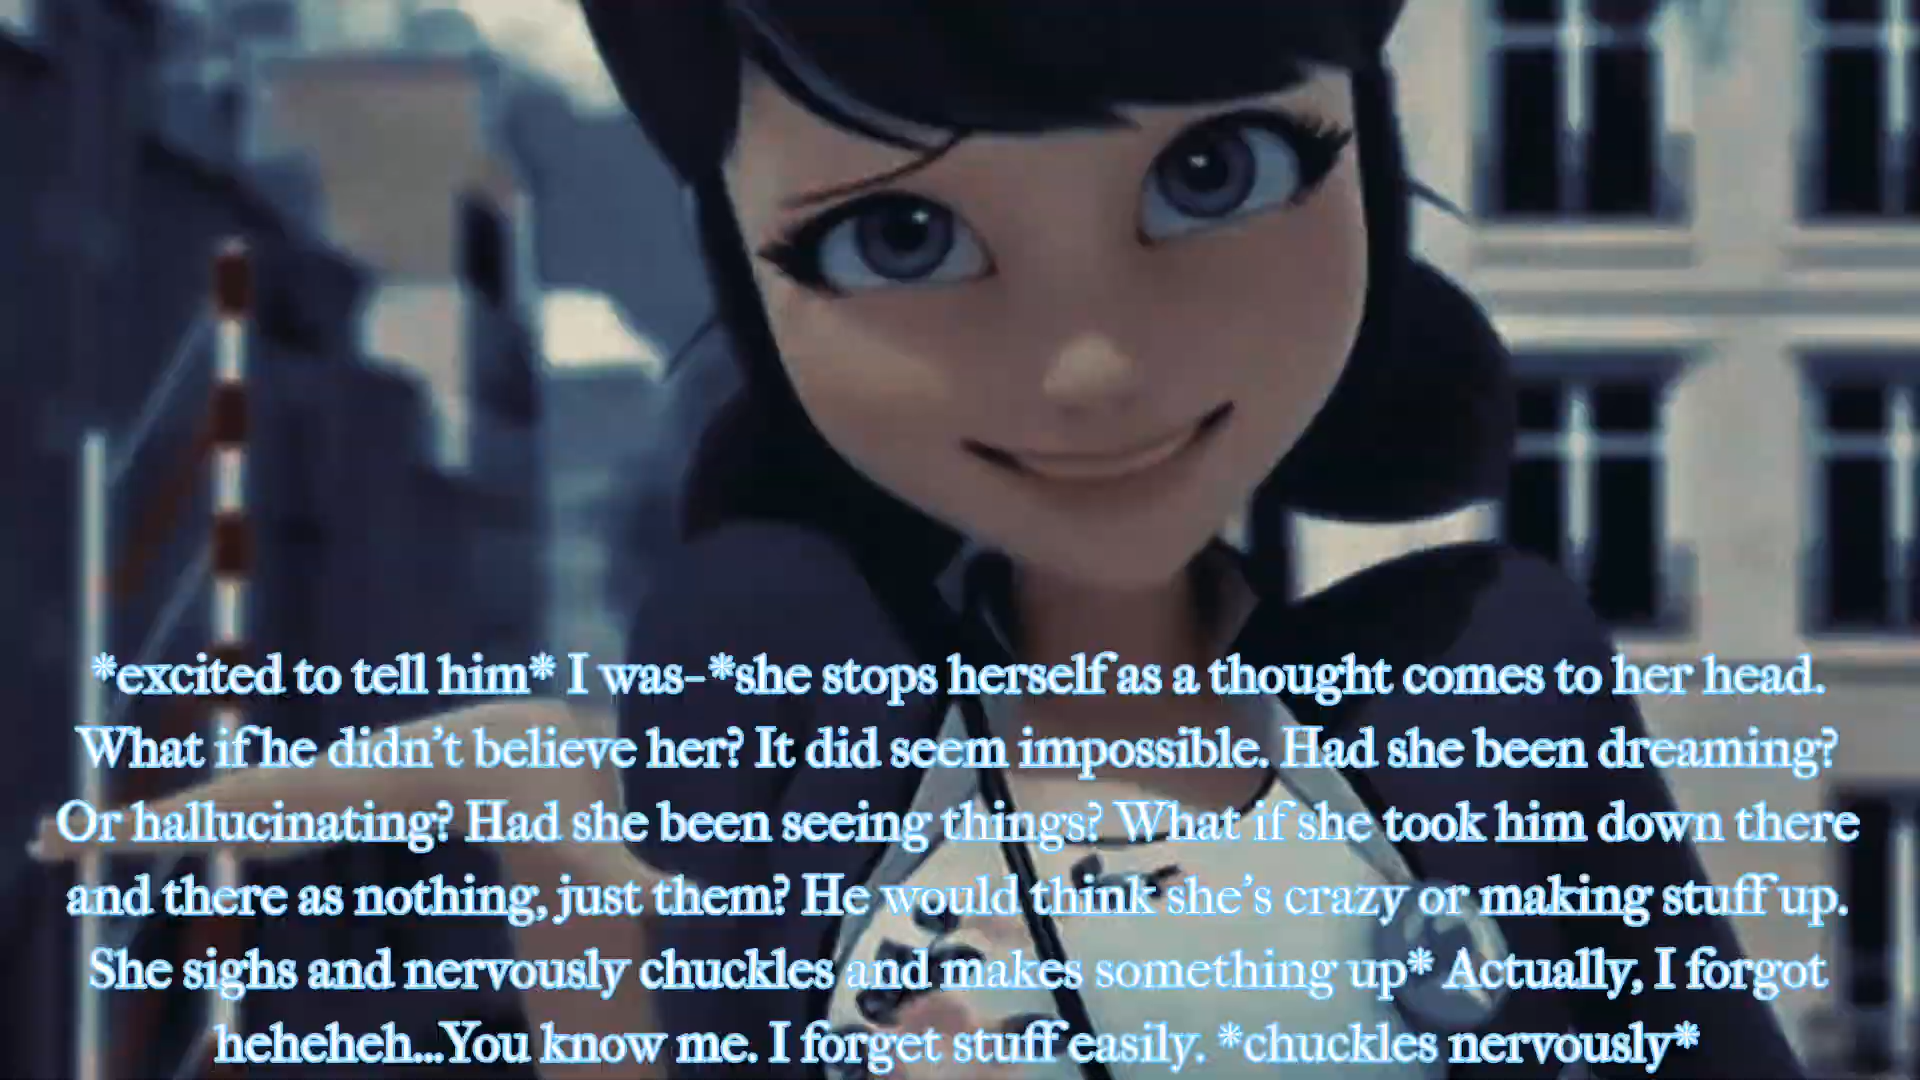 *excited to tell him* I was-*she stops herself as a thought comes to her head.
What if he didn't believe her? It did seem impossible. Had she been dreaming?
Or hallucinating? Had she been seeing things? What if she took him down there
and there as nothing, just them? He would think she's crazy or making stuff up.
She sighs and nervously chuckles and makes something up* Actually, I forgot
heheheh...You know me. I forget stuff easily. *chuckles nervously*